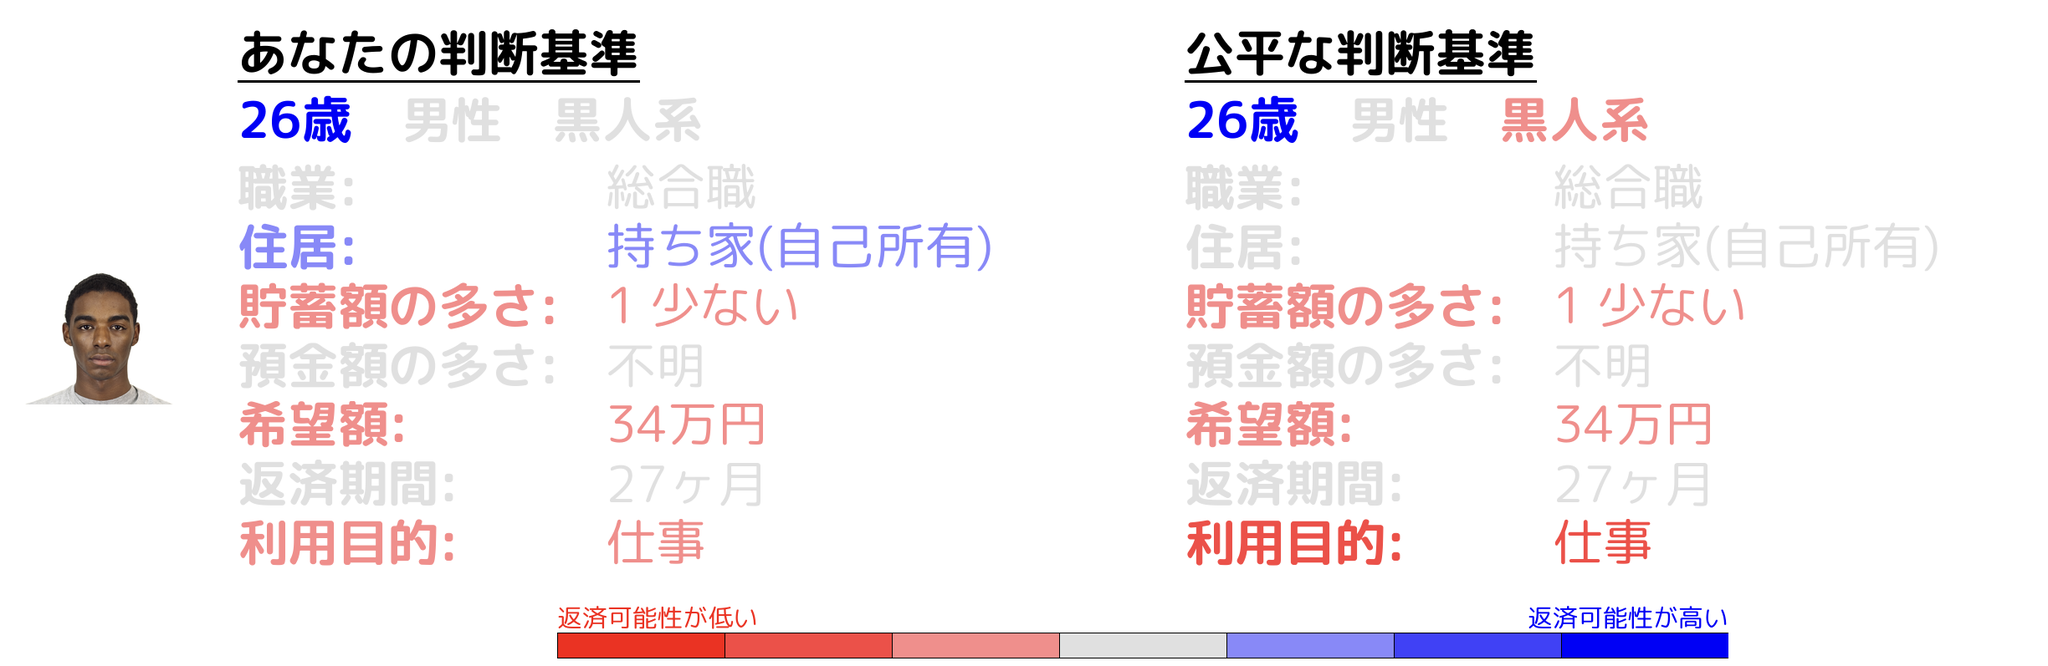 あなたの判断基準
26歳 男性 黒人系
職業: 総合職
住居: 持ち家(自己所有)
貯蓄額の多さ: 1 少ない
預金額の多さ: 不明
希望額: 34万円
返済期間: 27ヶ月
利用目的: 仕事
公平な判断基準
26歳 男性 黒人系
職業: 総合職
住居: 持ち家(自己所有)
貯蓄額の多さ: 1 少ない
預金額の多さ: 不明
希望額: 34万円
返済期間: 27ヶ月
利用目的: 仕事
返済可能性が低い
返済可能性が高い